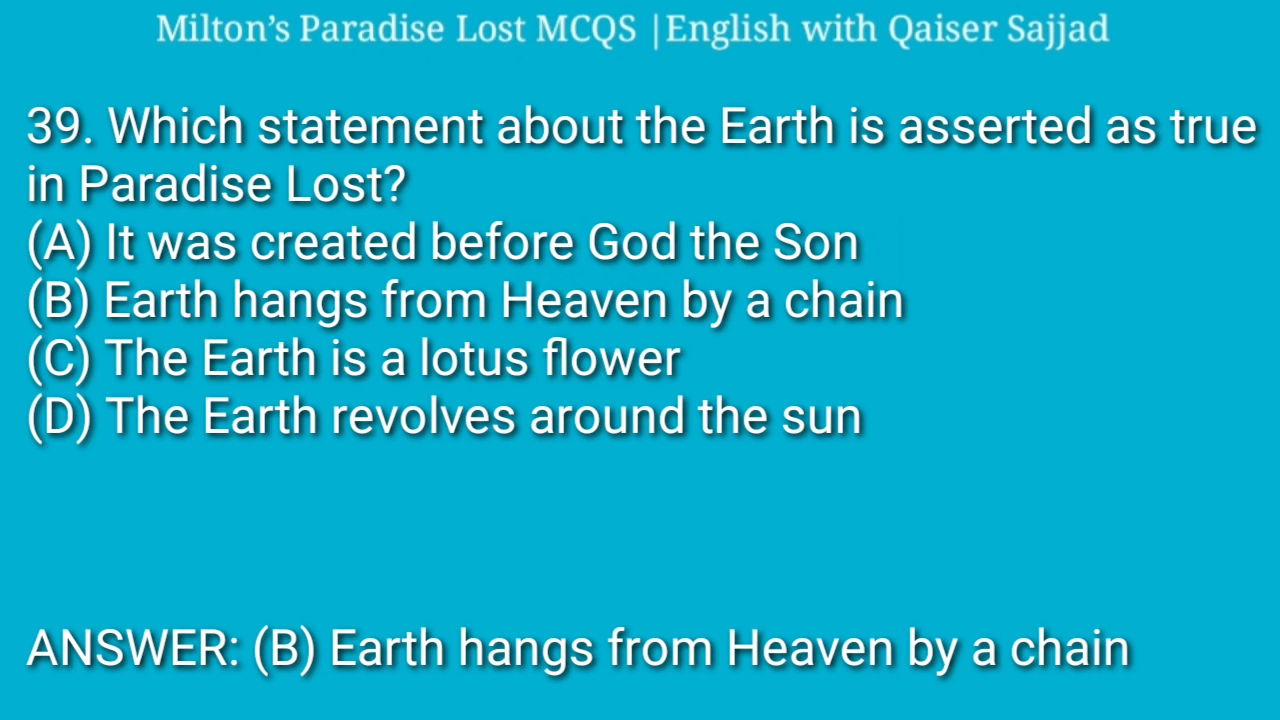 Milton’s Paradise Lost MCQS |English with Qaiser Sajjad
39. Which statement about the Earth is asserted as true
in Paradise Lost?
(A) It was created before God the Son
(B) Earth hangs from Heaven by a chain
(C) The Earth is a lotus flower
(D) The Earth revolves around the sun
ANSWER: (B) Earth hangs from Heaven by a chain